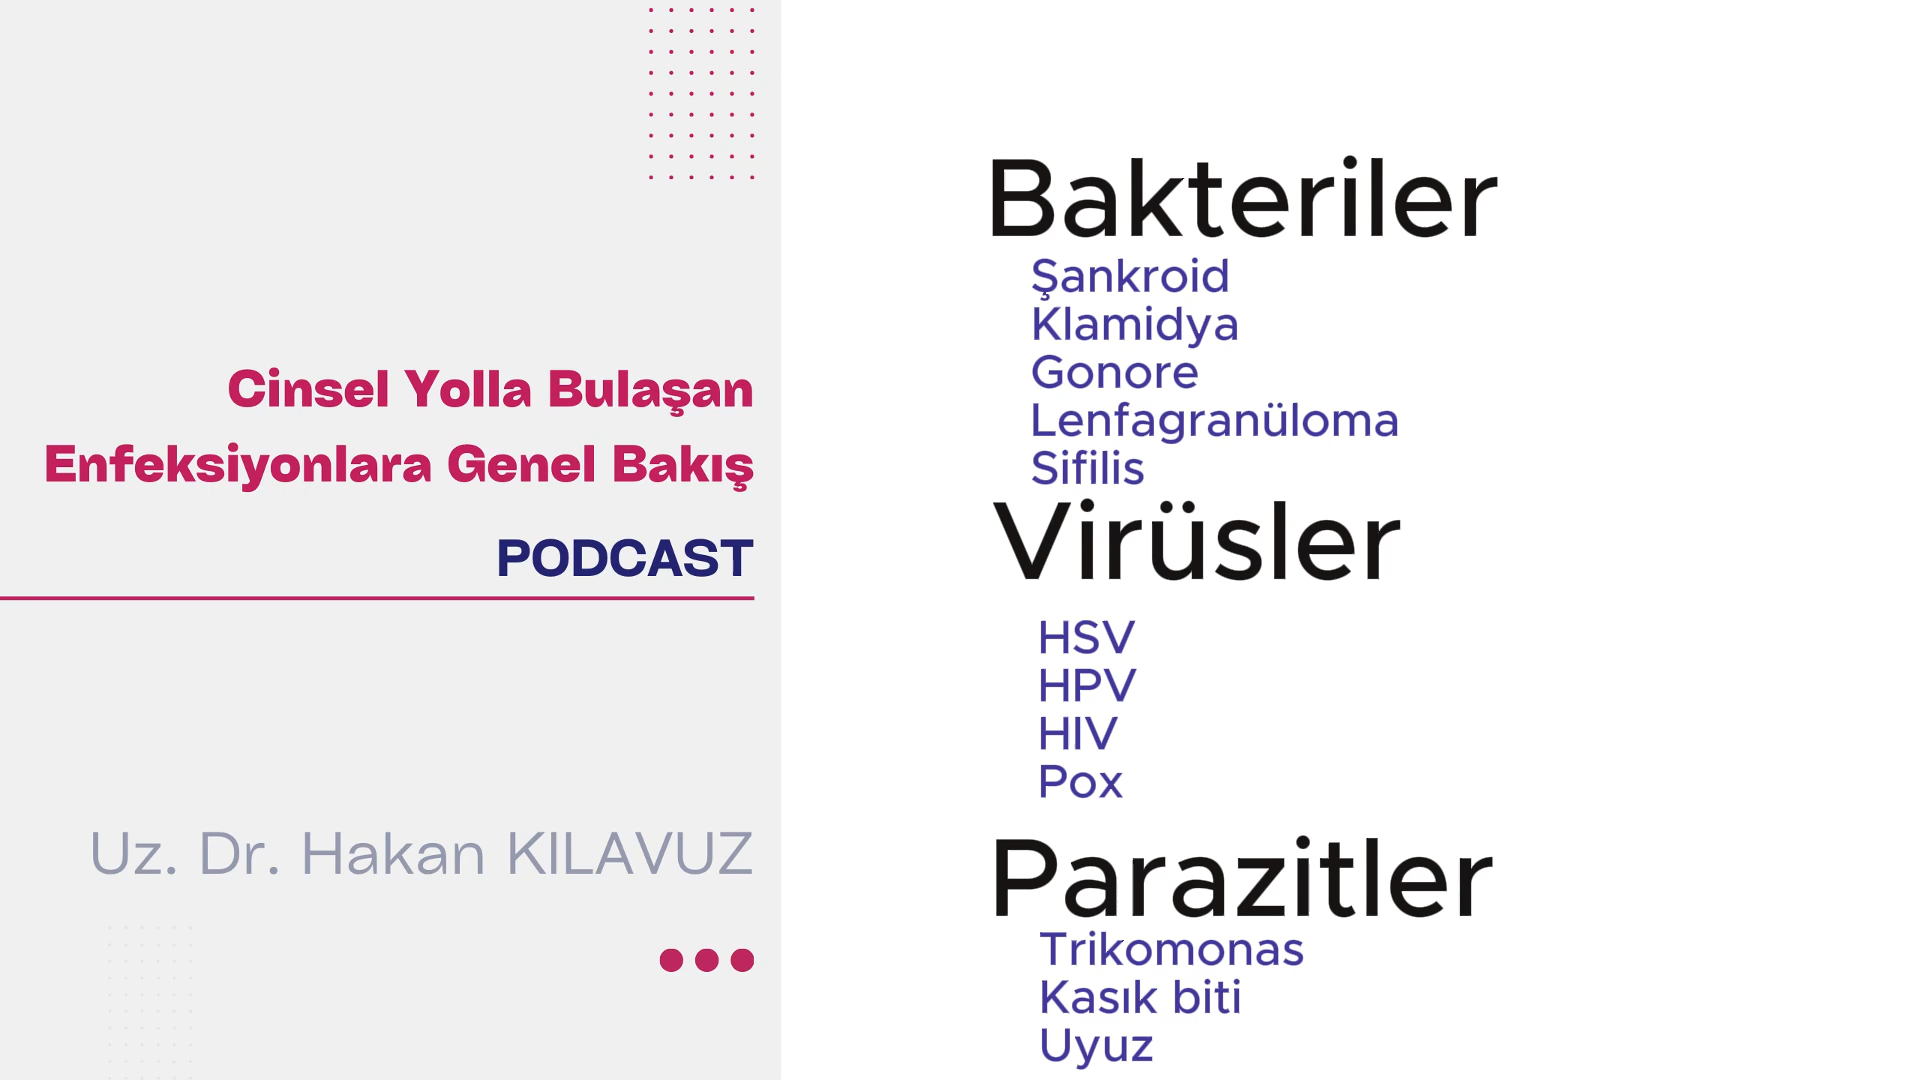 Cinsel Yolla Bulaşan
Enfeksiyonlara Genel Bakış
PODCAST
Uz. Dr. Hakan KILAVUZ
Bakteriler
Şankroid
Klamidya
Gonore
Lenfagranüloma
Sifilis
Virüsler
HSV
HPV
HIV
Pox
Parazitler
Trikomonas
Kasık biti
Uyuz